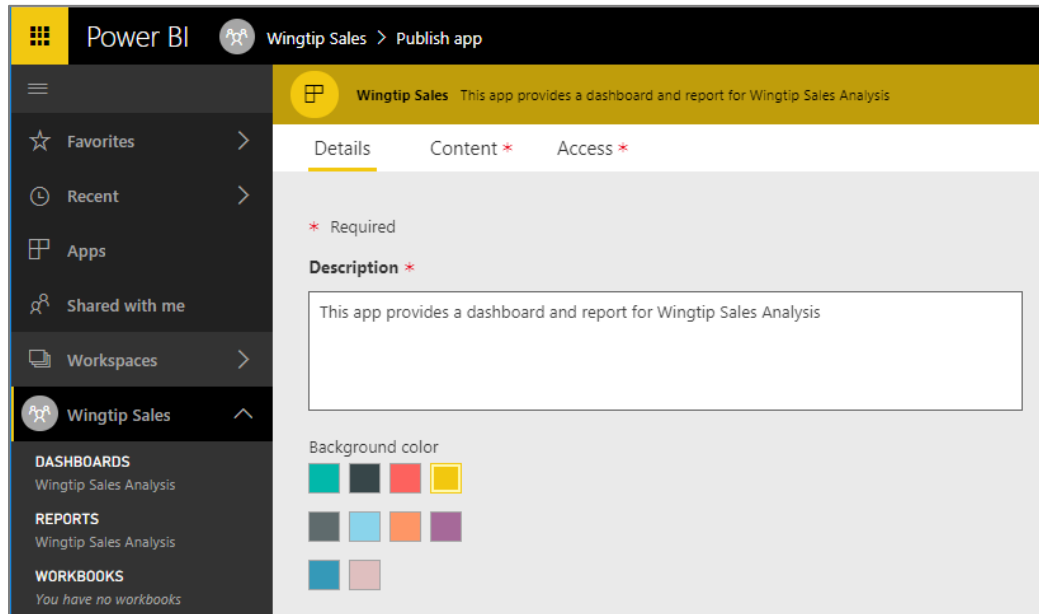 Power BI
Wingtip Sales > Publish app
Wingtip Sales This app provides a dashboard and report for Wingtip Sales Analysis
Favorites
Recent
Apps
Shared with me
Workspaces
Wingtip Sales
DASHBOARDS
Wingtip Sales Analysis
REPORTS
Wingtip Sales Analysis
WORKBOOKS
You have no workbooks
Details
Content *
Access *
* Required
Description *
This app provides a dashboard and report for Wingtip Sales Analysis
Background color